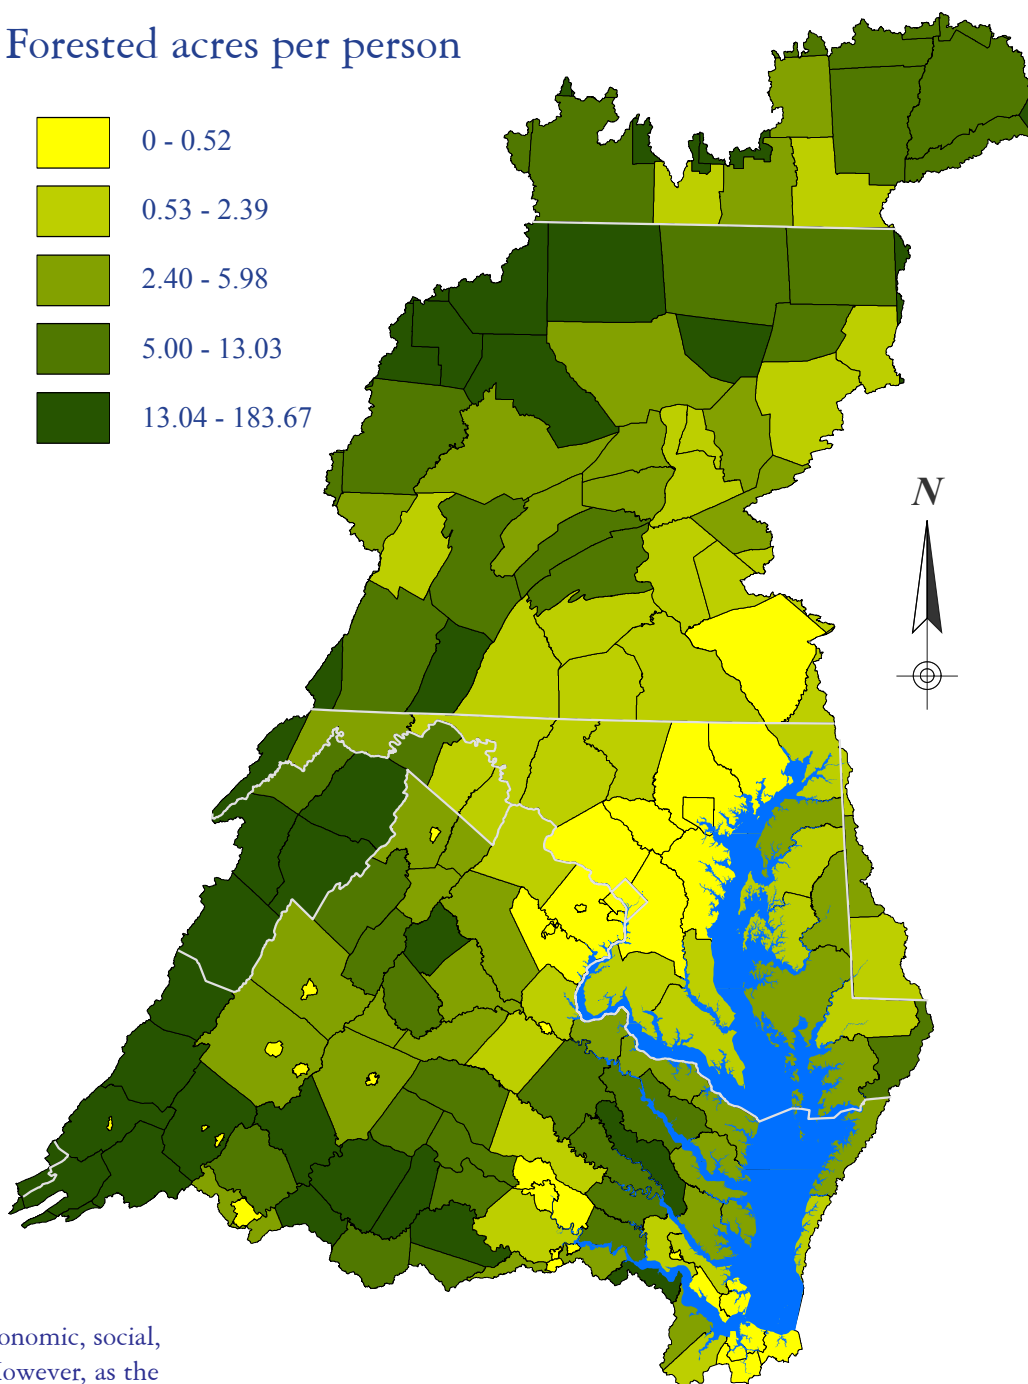 Forested acres per person
0 - 0.52
0.53 - 2.39
2.40 - 5.98
5.00 - 13.03
13.04 - 183.67
N
onomic, social,
However, as the